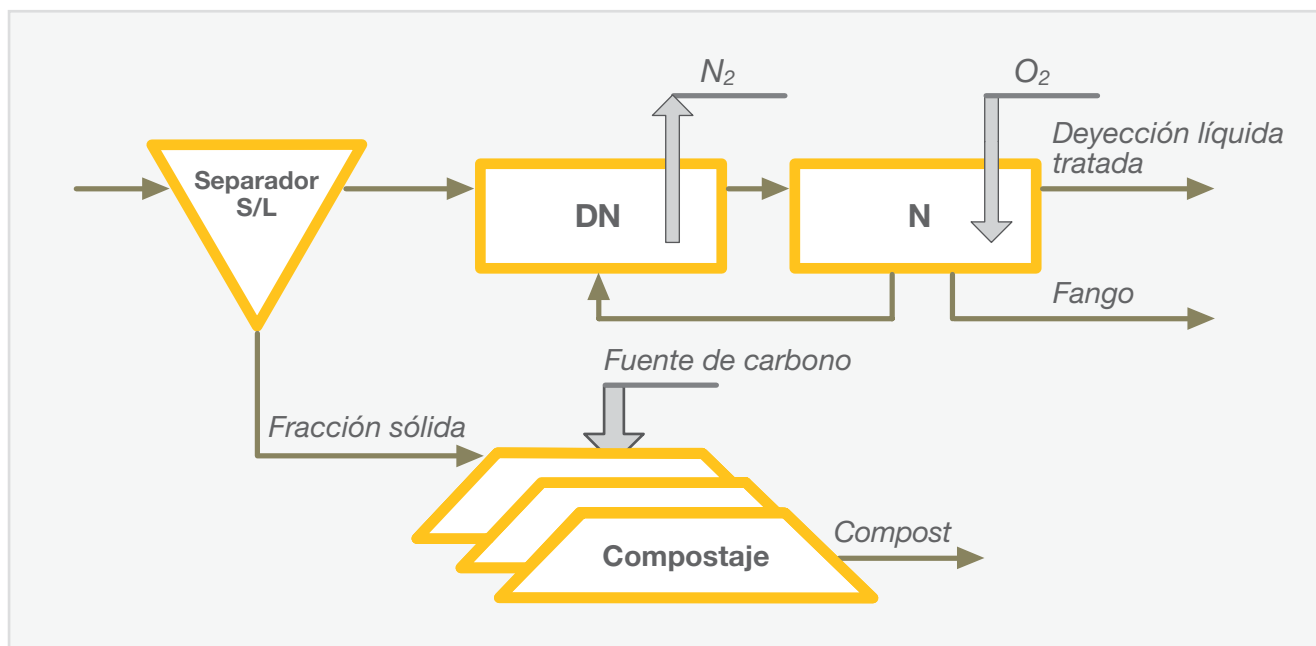 N₂
O₂
Deyección líquida
tratada
Separador
S/L
DN
N
Fango
Fuente de carbono
Fracción sólida
Compost
Compostaje